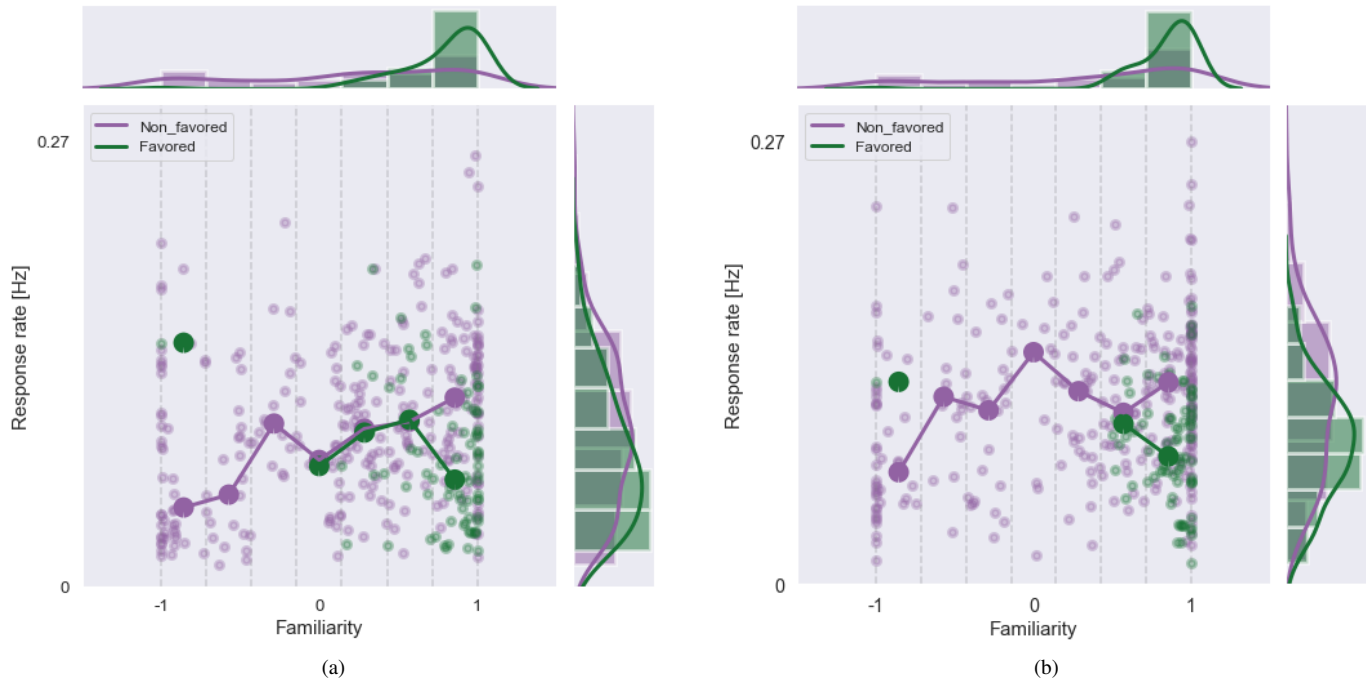 Non_favored
Favored
0.27
Response rate [Hz]
0
-1
0
1
Familiarity
(a)
Non_favored
Favored
0.27
Response rate [Hz]
0
-1
0
1
Familiarity
(b)